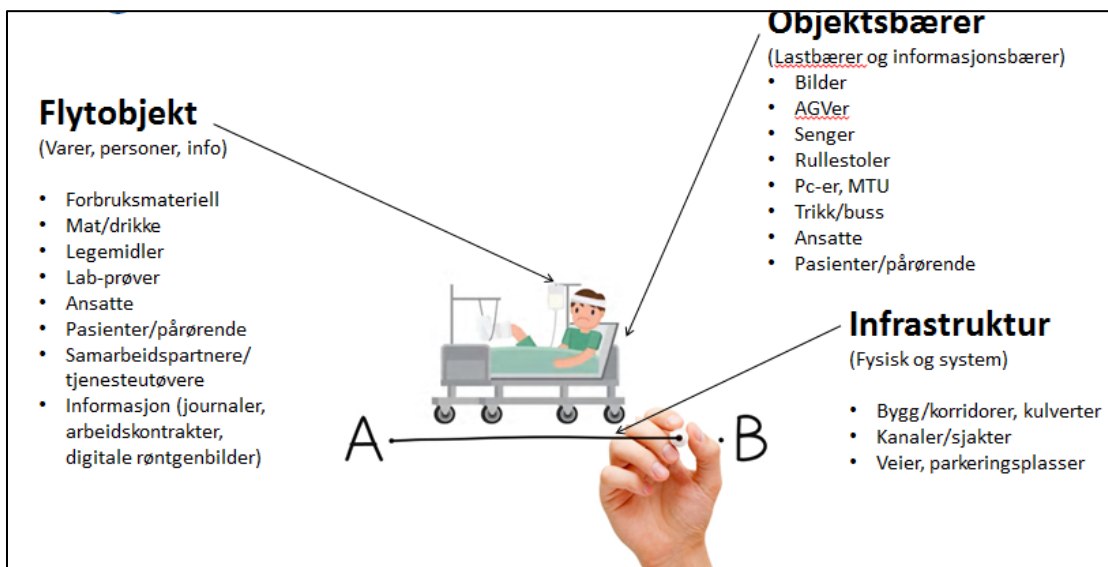 Objektsbærer
(Lastbærer og informasjonsbærer)
• Bilder
• AGVer
• Senger
• Rullestoler
• Pc-er, MTU
• Trikk/buss
• Ansatte
• Pasienter/pårørende
Flytobjekt
(Varer, personer, info)
• Forbruksmateriell
• Mat/drikke
• Legemidler
• Lab-prøver
• Ansatte
• Pasienter/pårørende
• Samarbeidspartnere/
tjenesteutøvere
• Informasjon (journaler,
arbeidskontrakter,
digitale røntgenbilder)
Infrastruktur
(Fysisk og system)
• Bygg/korridorer, kulverter
• Kanaler/sjakter
• Veier, parkeringsplasser
A B